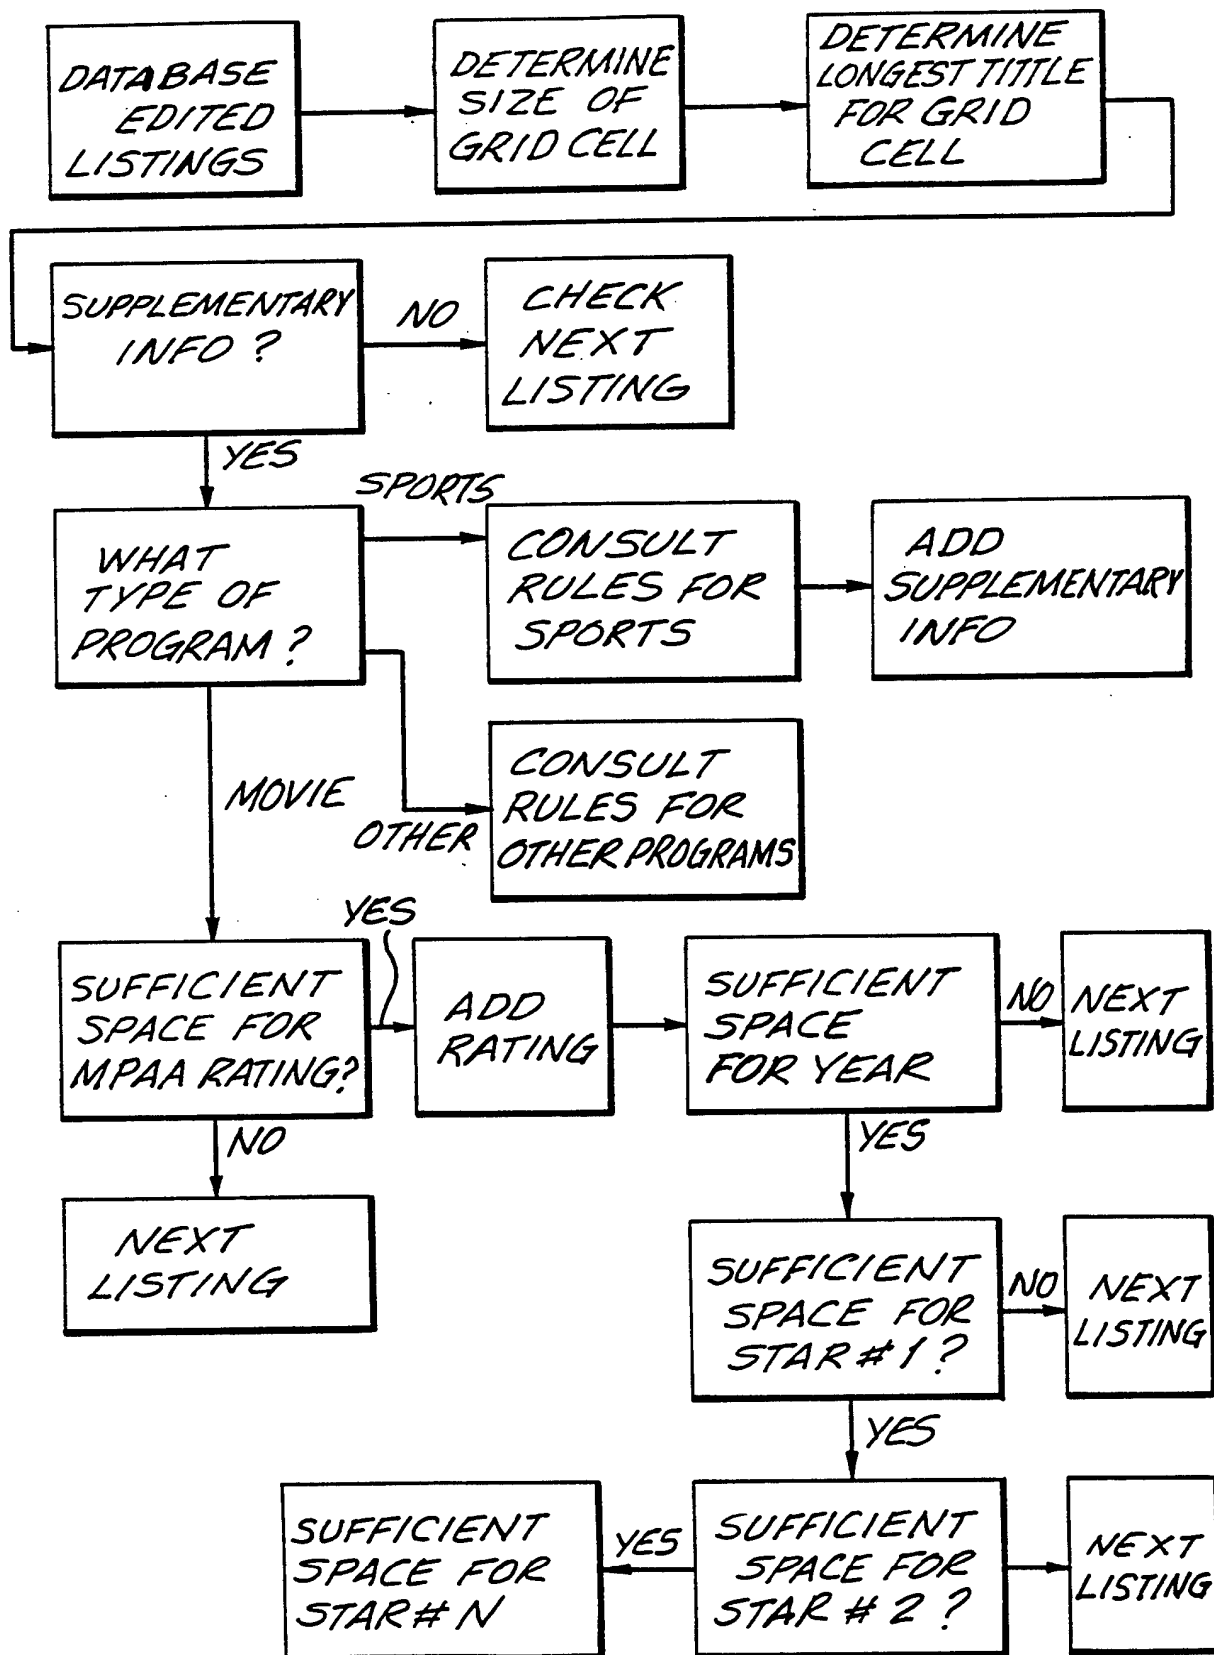 DATABASE
EDITED
LISTINGS
DETERMINE
SIZE OF
GRID CELL
DETERMINE
LONGEST TITTLE
FOR GRID
CELL
SUPPLEMENTARY
INFO?
NO
CHECK
NEXT
LISTING
YES
WHAT
TYPE OF
PROGRAM?
SPORTS
CONSULT
RULES FOR
SPORTS
ADD
SUPPLEMENTARY
INFO
OTHER
CONSULT
RULES FOR
OTHER PROGRAMS
MOVIE
SUFFICIENT
SPACE FOR
MPAA RATING?
YES
ADD
RATING
SUFFICIENT
SPACE
FOR YEAR
NO
NEXT
LISTING
NO
NEXT
LISTING
YES
SUFFICIENT
SPACE FOR
STAR #1?
NO
NEXT
LISTING
YES
SUFFICIENT
SPACE FOR
STAR #2?
NEXT
LISTING
YES
SUFFICIENT
SPACE FOR
STAR # N